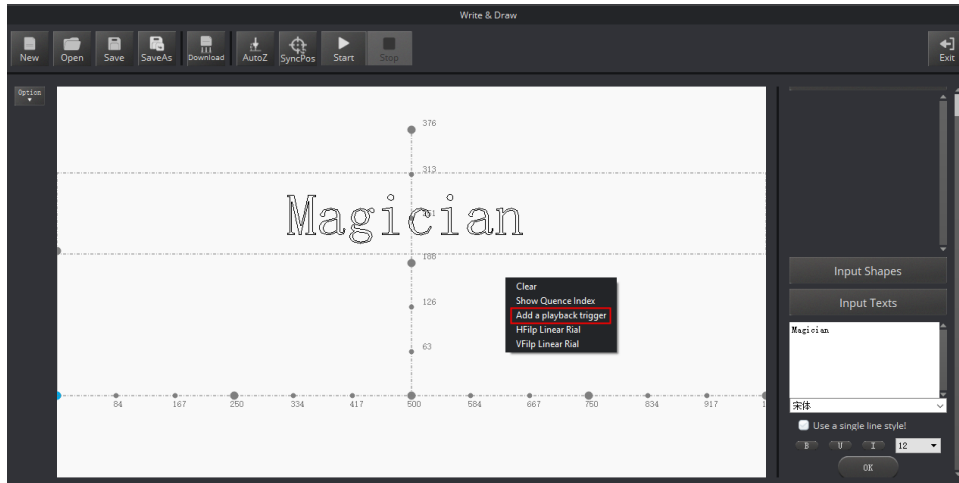 Write & Draw
New Open Save SaveAs Download AutoZ SyncPos Start Stop Exit
Option
376
313
251
Magician
188
126
63
84 167 250 334 417 500 584 667 750 834 917 1
Clear
Show Quence Index
Add a playback trigger
HFilp Linear Rial
VFilp Linear Rial
Input Shapes
Input Texts
Magician
宋体
Use a single line style!
B U I 12
OK